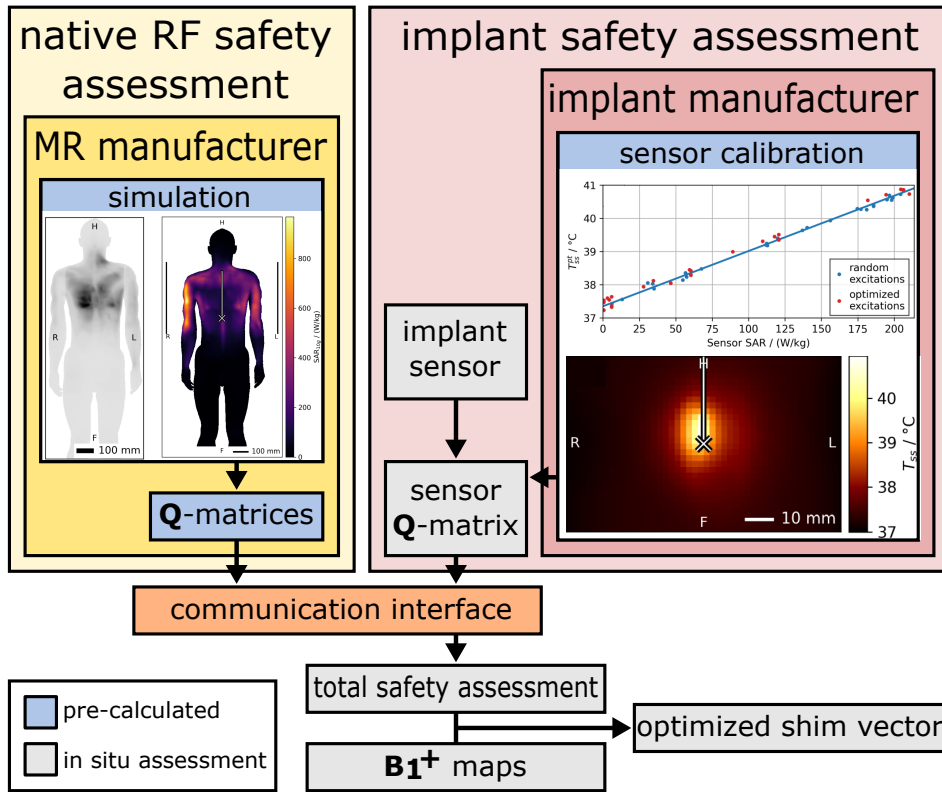 native RF safety
assessment
MR manufacturer
simulation
H
R
L
F
100 mm
H
R
L
F
100 mm
800
600
400
200
0
SAR10g / (W/kg)
Q-matrices
implant safety assessment
implant manufacturer
sensor calibration
41
40
39
38
37
T_ss^pt / °C
random
excitations
optimized
excitations
0 25 50 75 100 125 150 175 200
Sensor SAR / (W/kg)
H
R
L
F
10 mm
40
39
38
37
T_ss / °C
implant
sensor
sensor
Q-matrix
communication interface
total safety assessment
optimized shim vector
B1+ maps
pre-calculated
in situ assessment